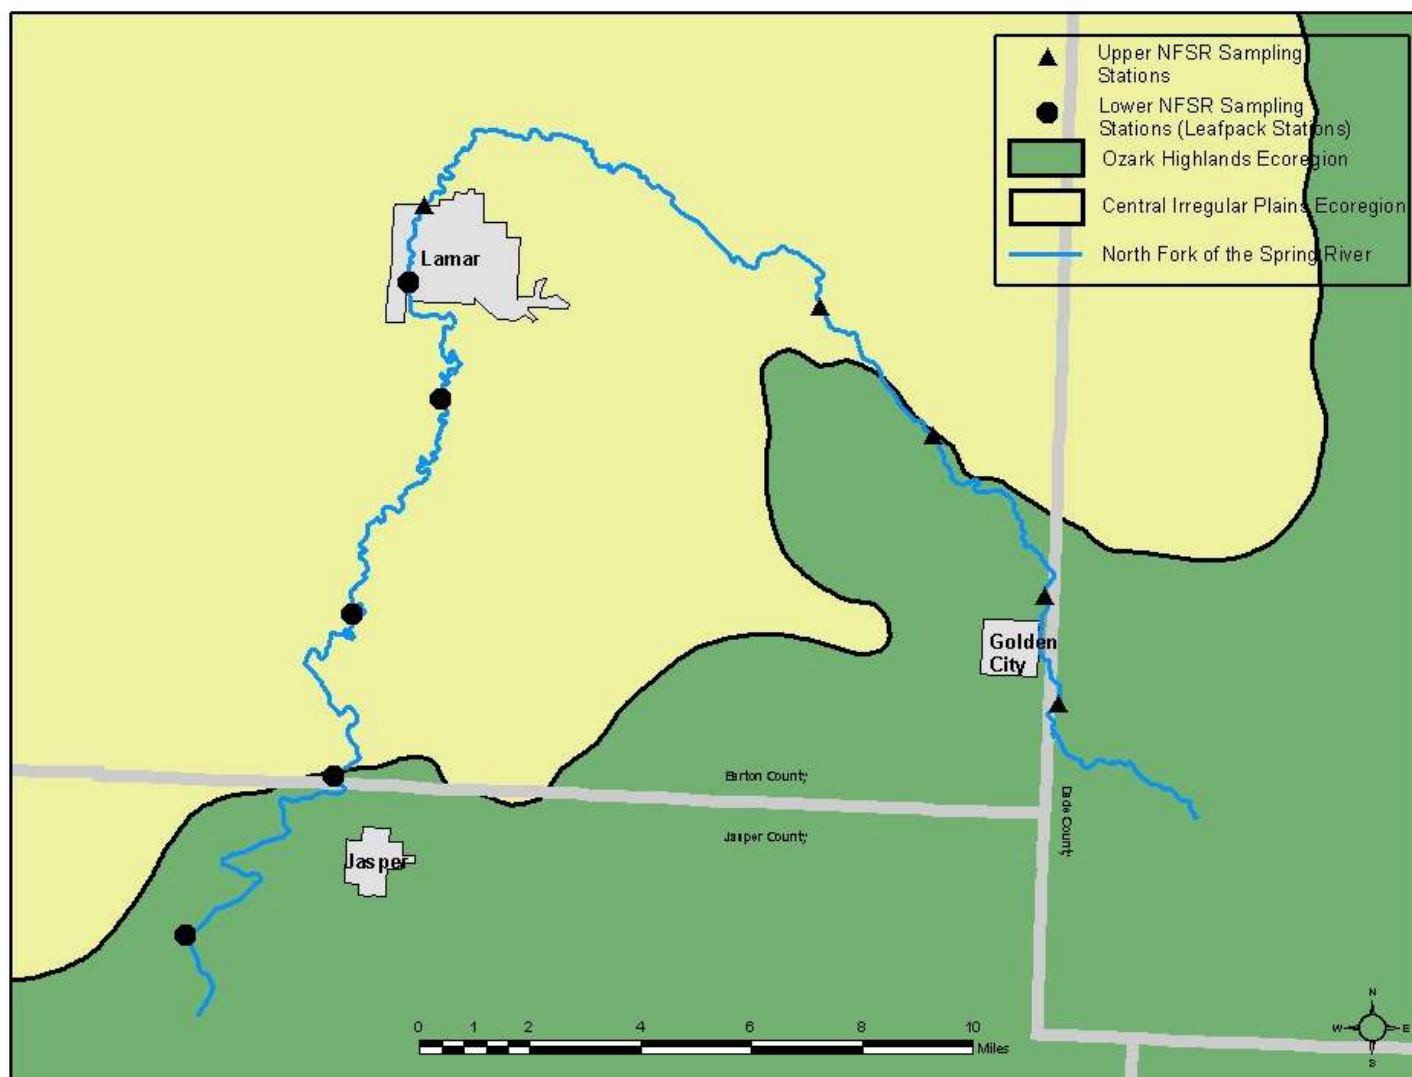 Upper NFSR Sampling
Stations
Lower NFSR Sampling
Stations (Leafpack Stations)
Ozark Highlands Ecoregion
Central Irregular Plains Ecoregion
North Fork of the Spring River
Lamar
Golden
City
Barton County
Jasper County
Dade County
Jasper
0 1 2 4 6 8 10
Miles
N
W E
S